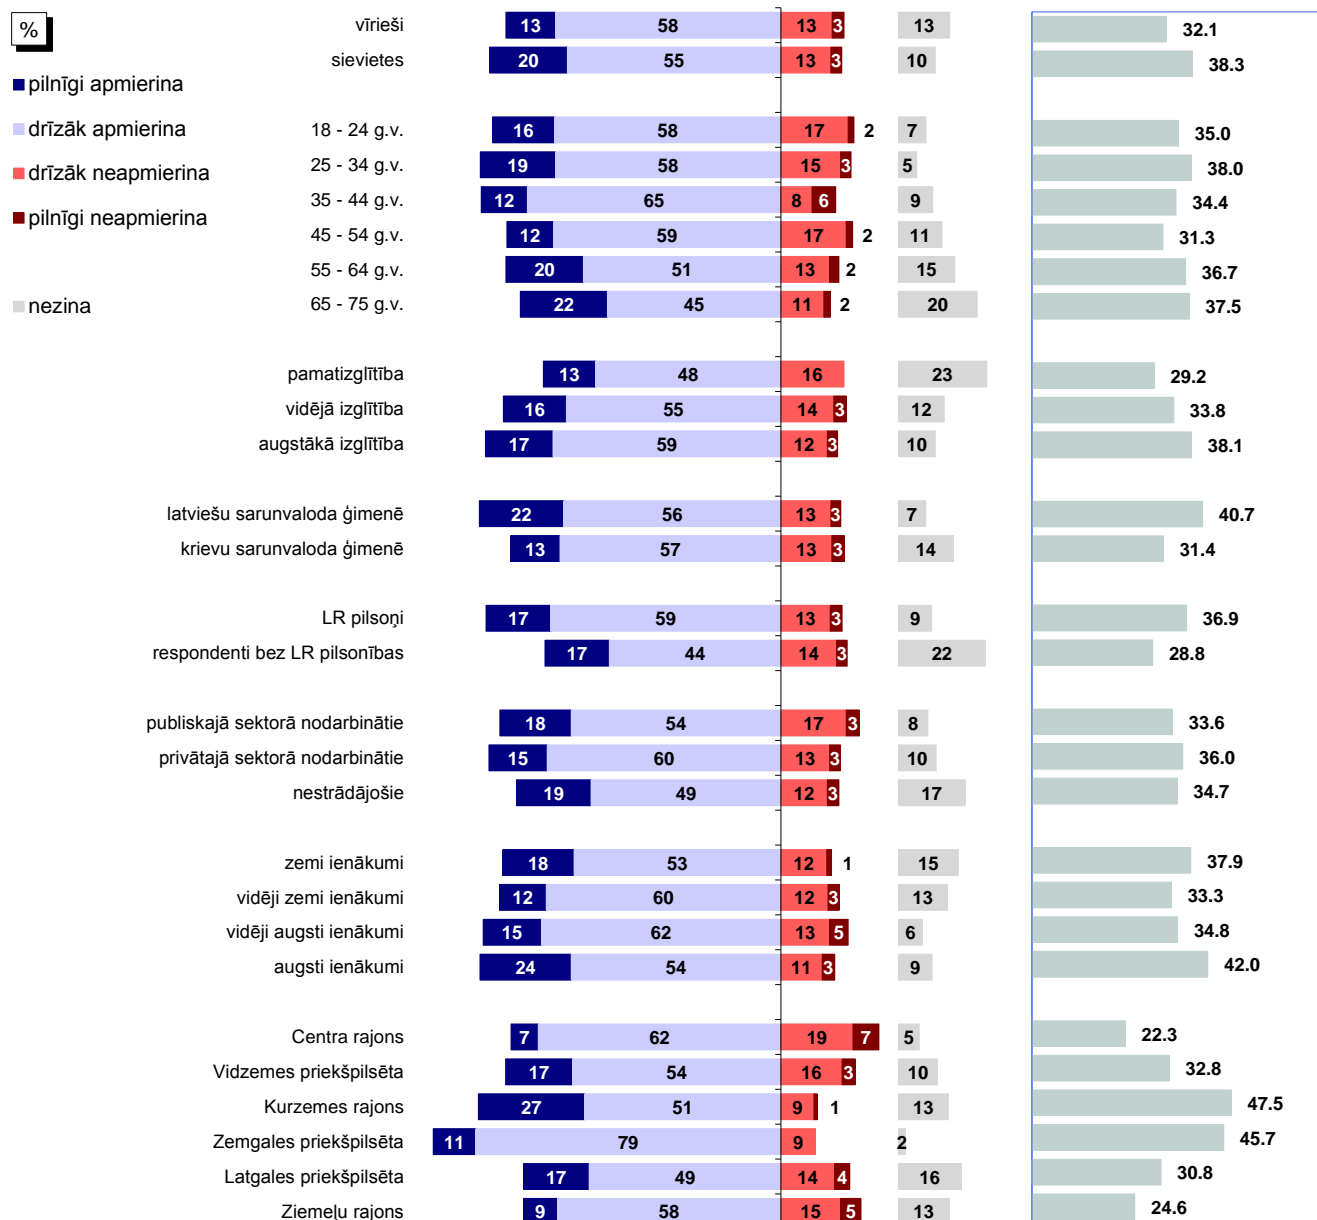 %
pilnīgi apmierina
drīzāk apmierina
drīzāk neapmierina
pilnīgi neapmierina
nezina
vīrieši 13 58 13 3 13 32.1
sievietes 20 55 13 3 10 38.3
18 - 24 g.v. 16 58 17 2 7 35.0
25 - 34 g.v. 19 58 15 3 5 38.0
35 - 44 g.v. 12 65 8 6 9 34.4
45 - 54 g.v. 12 59 17 2 11 31.3
55 - 64 g.v. 20 51 13 2 15 36.7
65 - 75 g.v. 22 45 11 2 20 37.5
pamatizglītība 13 48 16 23 29.2
vidējā izglītība 16 55 14 3 12 33.8
augstākā izglītība 17 59 12 3 10 38.1
latviešu sarunvaloda ģimenē 22 56 13 3 7 40.7
krievu sarunvaloda ģimenē 13 57 13 3 14 31.4
LR pilsoņi 17 59 13 3 9 36.9
respondenti bez LR pilsonības 17 44 14 3 22 28.8
publiskajā sektorā nodarbinātie 18 54 17 3 8 33.6
privātajā sektorā nodarbinātie 15 60 13 3 10 36.0
nestrādājošie 19 49 12 3 17 34.7
zemi ienākumi 18 53 12 1 15 37.9
vidēji zemi ienākumi 12 60 12 3 13 33.3
vidēji augsti ienākumi 15 62 13 5 6 34.8
augsti ienākumi 24 54 11 3 9 42.0
Centra rajons 7 62 19 7 5 22.3
Vidzemes priekšpilsēta 17 54 16 3 10 32.8
Kurzemes rajons 27 51 9 1 13 47.5
Zemgales priekšpilsēta 11 79 9 2 45.7
Latgales priekšpilsēta 17 49 14 4 16 30.8
Ziemeļu rajons 9 58 15 5 13 24.6